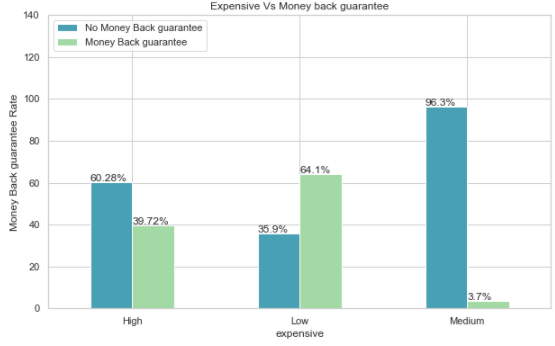 Expensive Vs Money back guarantee
No Money Back guarantee
Money Back guarantee
Money Back guarantee Rate
140
120
100
80
60
40
20
0
60.28%
39.72%
35.9%
64.1%
96.3%
3.7%
High
Low
Medium
expensive